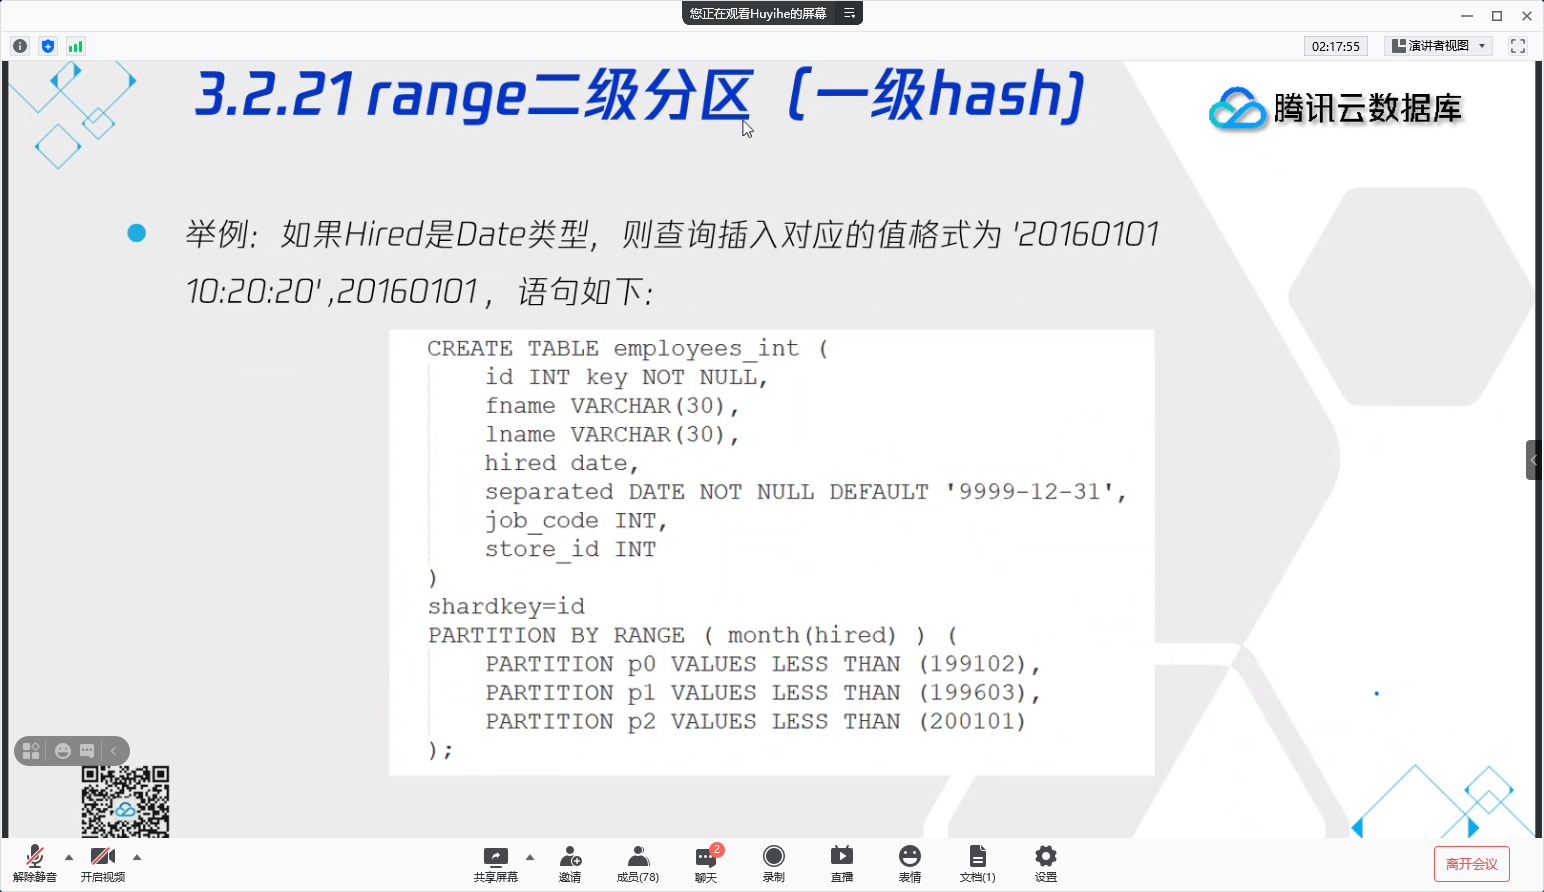 您正在观看Huyihe的屏幕
02:17:55
演讲者视图
3.2.21 range二级分区（一级hash）
腾讯云数据库
举例：如果Hired是Date类型，则查询插入对应的值格式为 '20160101
10:20:20' ,20160101 ，语句如下：
CREATE TABLE employees_int (
id INT key NOT NULL,
fname VARCHAR(30),
lname VARCHAR(30),
hired date,
separated DATE NOT NULL DEFAULT '9999-12-31',
job_code INT,
store_id INT
)
shardkey=id
PARTITION BY RANGE ( month(hired) ) (
PARTITION p0 VALUES LESS THAN (199102),
PARTITION p1 VALUES LESS THAN (199603),
PARTITION p2 VALUES LESS THAN (200101)
);
解除静音
开启视频
共享屏幕
邀请
成员(78)
2
聊天
录制
直播
表情
文档(1)
设置
离开会议